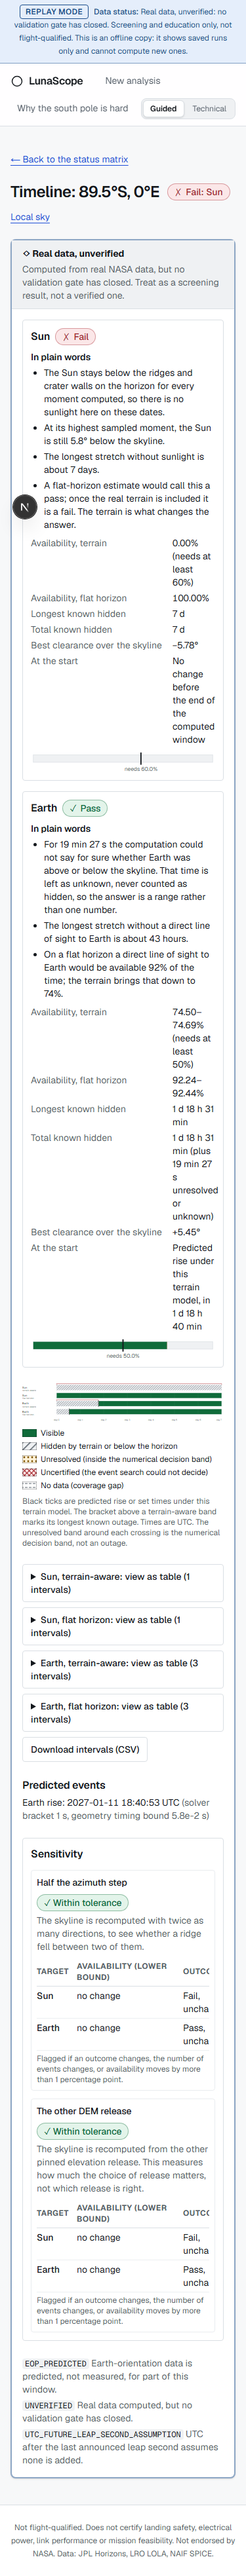 REPLAY MODE Data status: Real data, unverified: no
validation gate has closed. Screening and education only, not
flight-qualified. This is an offline copy: it shows saved runs
only and cannot compute new ones.
LunaScope New analysis
Why the south pole is hard Guided Technical
← Back to the status matrix
Timeline: 89.5°S, 0°E ✗ Fail: Sun
Local sky
◇ Real data, unverified
Computed from real NASA data, but no
validation gate has closed. Treat as a screening
result, not a verified one.
Sun ✗ Fail
In plain words
• The Sun stays below the ridges and
crater walls on the horizon for every
moment computed, so there is no
sunlight here on these dates.
• At its highest sampled moment, the Sun
is still 5.8° below the skyline.
• The longest stretch without sunlight is
about 7 days.
• A flat-horizon estimate would call this a
pass; once the real terrain is included it
is a fail. The terrain is what changes the
answer.
N
Availability, terrain 0.00%
(needs at
least
60%)
Availability, flat horizon 100.00%
Longest known hidden 7 d
Total known hidden 7 d
Best clearance over the skyline −5.78°
At the start No
change
before
the end of
the
computed
window
needs 60.0%
Earth ✓ Pass
In plain words
• For 19 min 27 s the computation could
not say for sure whether Earth was
above or below the skyline. That time is
left as unknown, never counted as
hidden, so the answer is a range rather
than one number.
• The longest stretch without a direct line
of sight to Earth is about 43 hours.
• On a flat horizon a direct line of sight to
Earth would be available 92% of the
time; the terrain brings that down to
74%.
Availability, terrain 74.50–
74.69%
(needs at
least
50%)
Availability, flat horizon 92.24–
92.44%
Longest known hidden 1 d 18 h 31
min
Total known hidden 1 d 18 h 31
min (plus
19 min 27
s
unresolved
or
unknown)
Best clearance over the skyline +5.45°
At the start Predicted
rise under
this
terrain
model, in
1 d 18 h
40 min
needs 50.0%
Visible
Hidden by terrain or below the horizon
Unresolved (inside the numerical decision band)
Uncertified (the event search could not decide)
No data (coverage gap)
Black ticks are predicted rise or set times under this
terrain model. The bracket above a terrain-aware band
marks its longest known outage. Times are UTC. The
unresolved band around each crossing is the numerical
decision band, not an outage.
▶ Sun, terrain-aware: view as table (1
intervals)
▶ Sun, flat horizon: view as table (1
intervals)
▶ Earth, terrain-aware: view as table (3
intervals)
▶ Earth, flat horizon: view as table (3
intervals)
Download intervals (CSV)
Predicted events
Earth rise: 2027-01-11 18:40:53 UTC (solver
bracket 1 s, geometry timing bound 5.8e-2 s)
Sensitivity
Half the azimuth step
✓ Within tolerance
The skyline is recomputed with twice as
many directions, to see whether a ridge
fell between two of them.
TARGET AVAILABILITY (LOWER BOUND) OUTC
Sun no change Fail,
uncha
Earth no change Pass,
uncha
Flagged if an outcome changes, the number of
events changes, or availability moves by more
than 1 percentage point.
The other DEM release
✓ Within tolerance
The skyline is recomputed from the other
pinned elevation release. This measures
how much the choice of release matters,
not which release is right.
TARGET AVAILABILITY (LOWER BOUND) OUTC
Sun no change Fail,
uncha
Earth no change Pass,
uncha
Flagged if an outcome changes, the number of
events changes, or availability moves by more
than 1 percentage point.
EOP_PREDICTED Earth-orientation data is
predicted, not measured, for part of this
window.
UNVERIFIED Real data computed, but no
validation gate has closed.
UTC_FUTURE_LEAP_SECOND_ASSUMPTION UTC
after the last announced leap second assumes
none is added.
Not flight-qualified. Does not certify landing safety, electrical
power, link performance or mission feasibility. Not endorsed by
NASA. Data: JPL Horizons, LRO LOLA, NAIF SPICE.